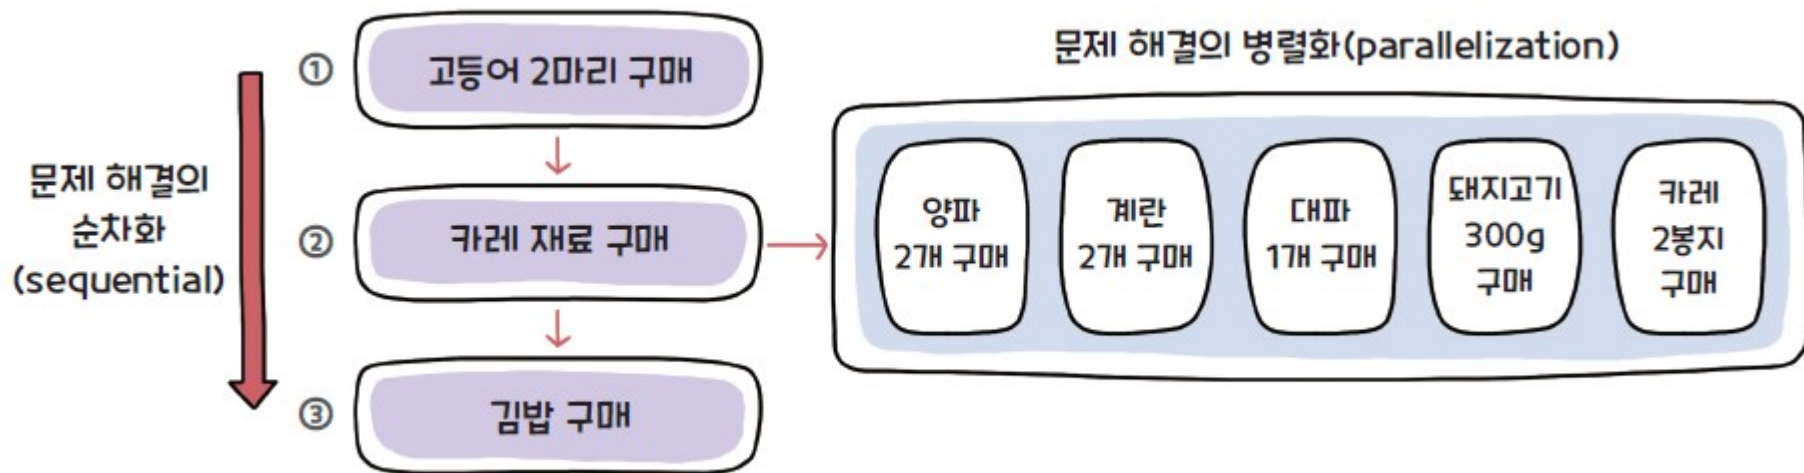 문제 해결의
순차화
(sequential)
①
고등어 2마리 구매
②
카레 재료 구매
③
김밥 구매
문제 해결의 병렬화(parallelization)
양파
2개 구매
계란
2개 구매
대파
1개 구매
돼지고기
300g
구매
카레
2봉지
구매